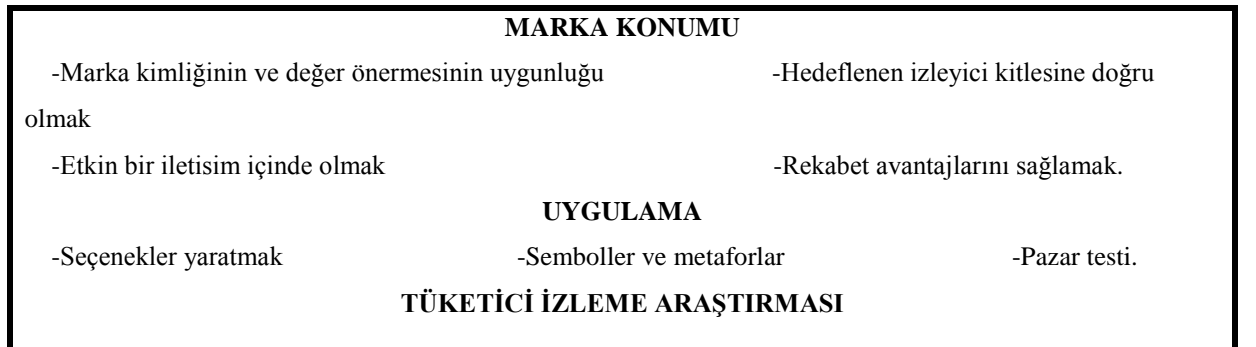 MARKA KONUMU
-Marka kimliğinin ve değer önermesinin uygunluğu -Hedeflenen izleyici kitlesine doğru
olmak
-Etkin bir iletisim içinde olmak -Rekabet avantajlarını sağlamak.
UYGULAMA
-Seçenekler yaratmak -Semboller ve metaforlar -Pazar testi.
TÜKETİCİ İZLEME ARAŞTIRMASI